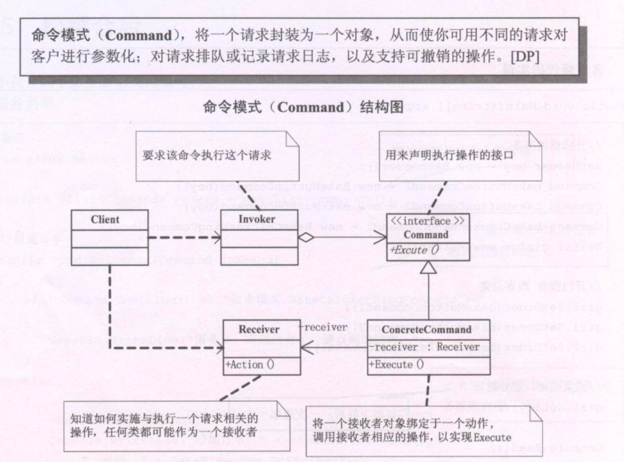 命令模式（Command），将一个请求封装为一个对象，从而使你可用不同的请求对
客户进行参数化；对请求排队或记录请求日志，以及支持可撤销的操作。[DP]
命令模式（Command）结构图
要求该命令执行这个请求
用来声明执行操作的接口
Client
Invoker
<<interface >>
Command
+Excute ()
Receiver
+Action ()
-receiver
ConcreteCommand
-receiver : Receiver
+Execute ()
知道如何实施与执行一个请求相关的
操作，任何类都可能作为一个接收者
将一个接收者对象绑定于一个动作，
调用接收者相应的操作，以实现Execute